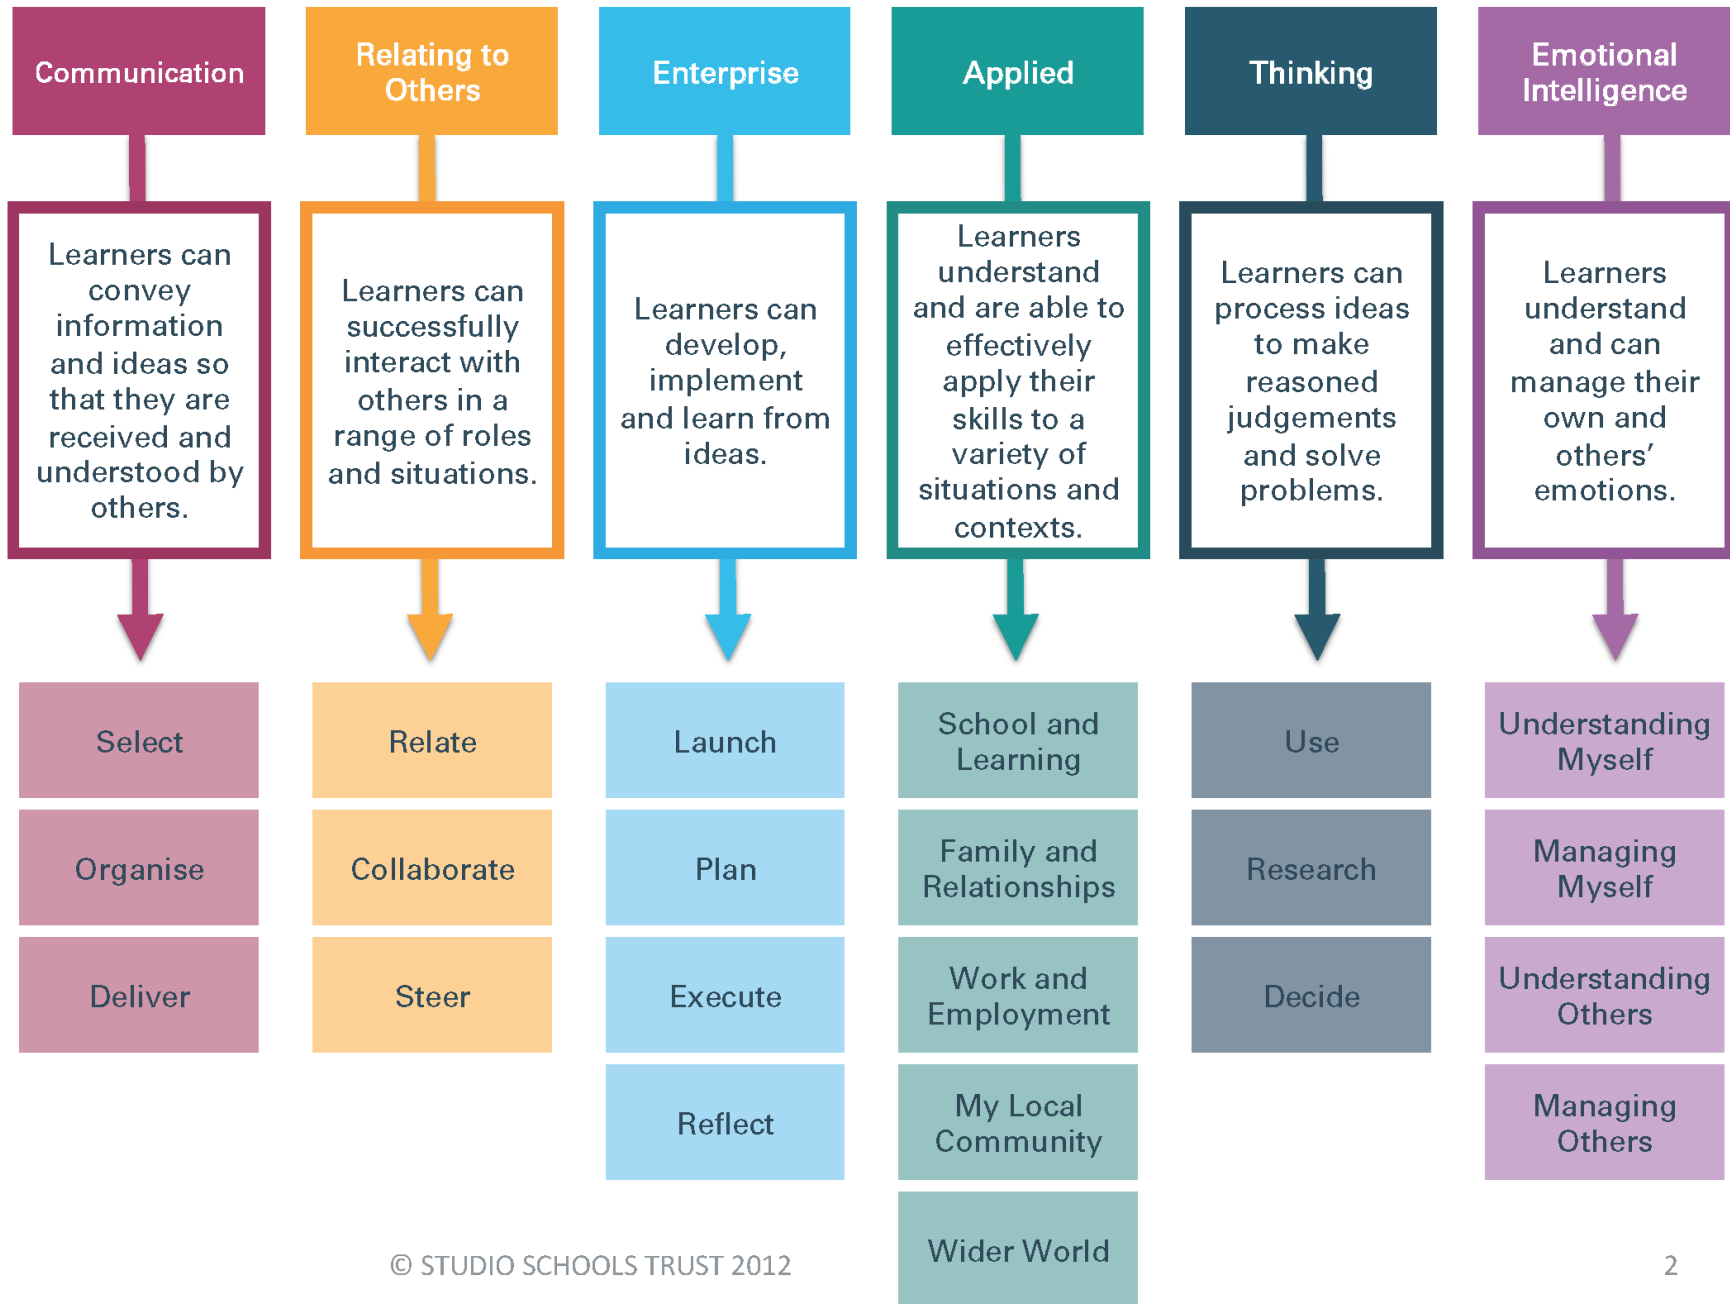 Communication
Relating to
Others
Enterprise
Applied
Thinking
Emotional
Intelligence
Learners can
convey
information
and ideas so
that they are
received and
understood by
others.
Learners can
successfully
interact with
others in a
range of roles
and situations.
Learners can
develop,
implement
and learn from
ideas.
Learners
understand
and are able to
effectively
apply their
skills to a
variety of
situations and
contexts.
Learners can
process ideas
to make
reasoned
judgements
and solve
problems.
Learners
understand
and can
manage their
own and
others’
emotions.
Select
Organise
Deliver
Relate
Collaborate
Steer
Launch
Plan
Execute
Reflect
School and
Learning
Family and
Relationships
Work and
Employment
My Local
Community
Wider World
Use
Research
Decide
Understanding
Myself
Managing
Myself
Understanding
Others
Managing
Others
© STUDIO SCHOOLS TRUST 2012
2